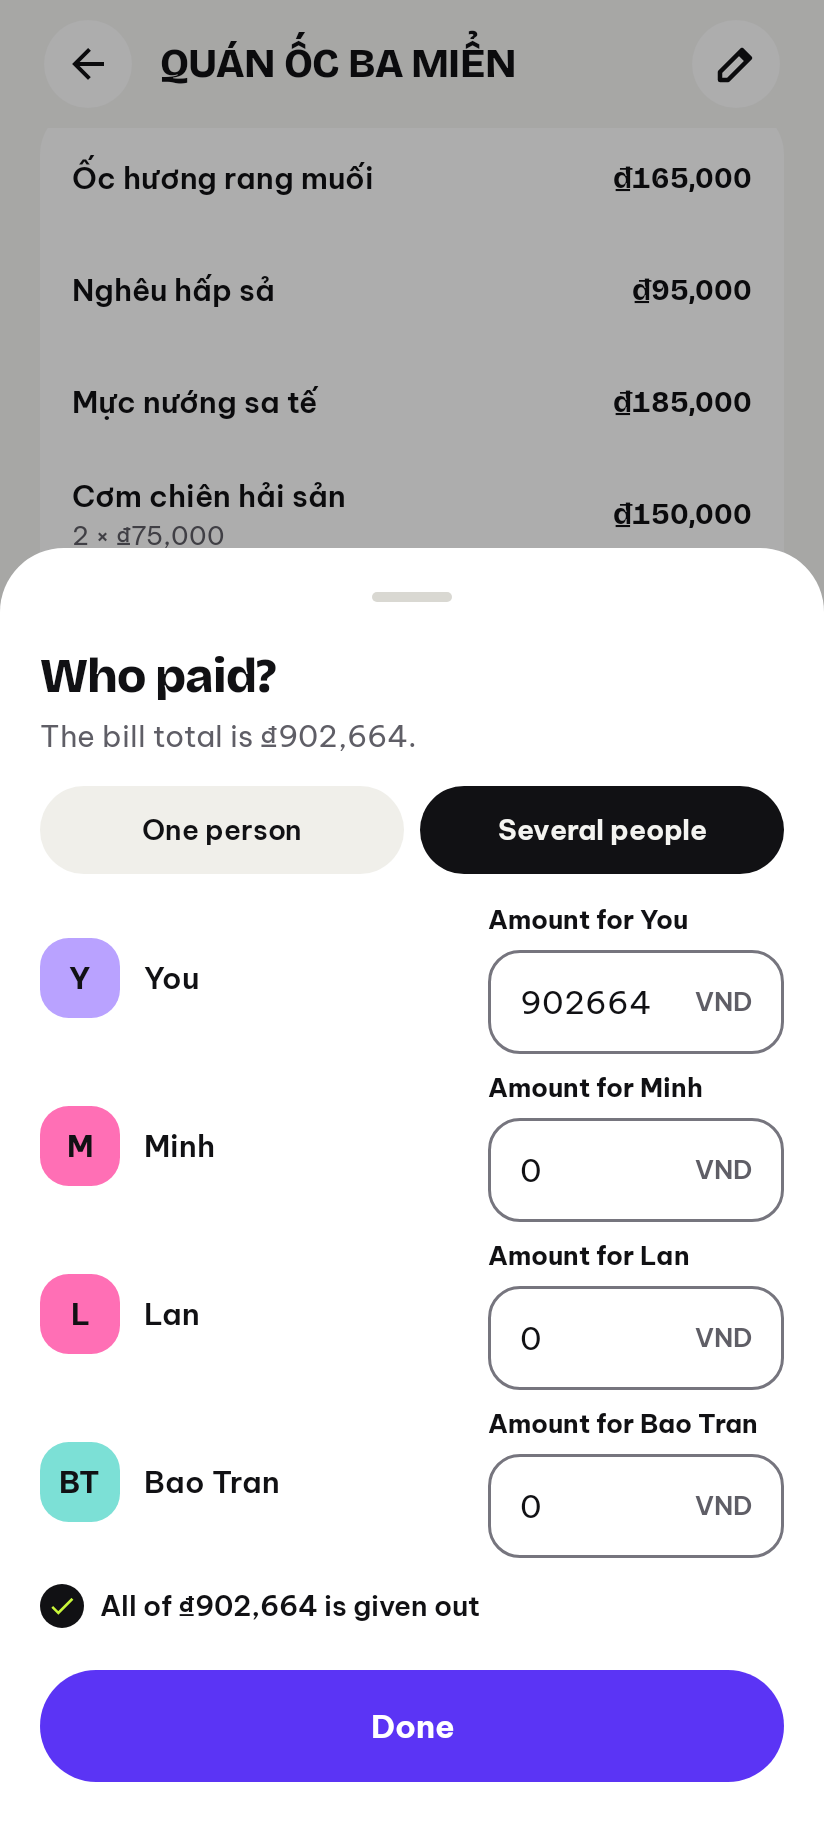 QUÁN ỐC BA MIỀN
Ốc hương rang muối ₫165,000
Nghêu hấp sả ₫95,000
Mực nướng sa tế ₫185,000
Cơm chiên hải sản ₫150,000
2 × ₫75,000
Who paid?
The bill total is ₫902,664.
One person Several people
Amount for You
Y You 902664 VND
Amount for Minh
M Minh 0 VND
Amount for Lan
L Lan 0 VND
Amount for Bao Tran
BT Bao Tran 0 VND
All of ₫902,664 is given out
Done